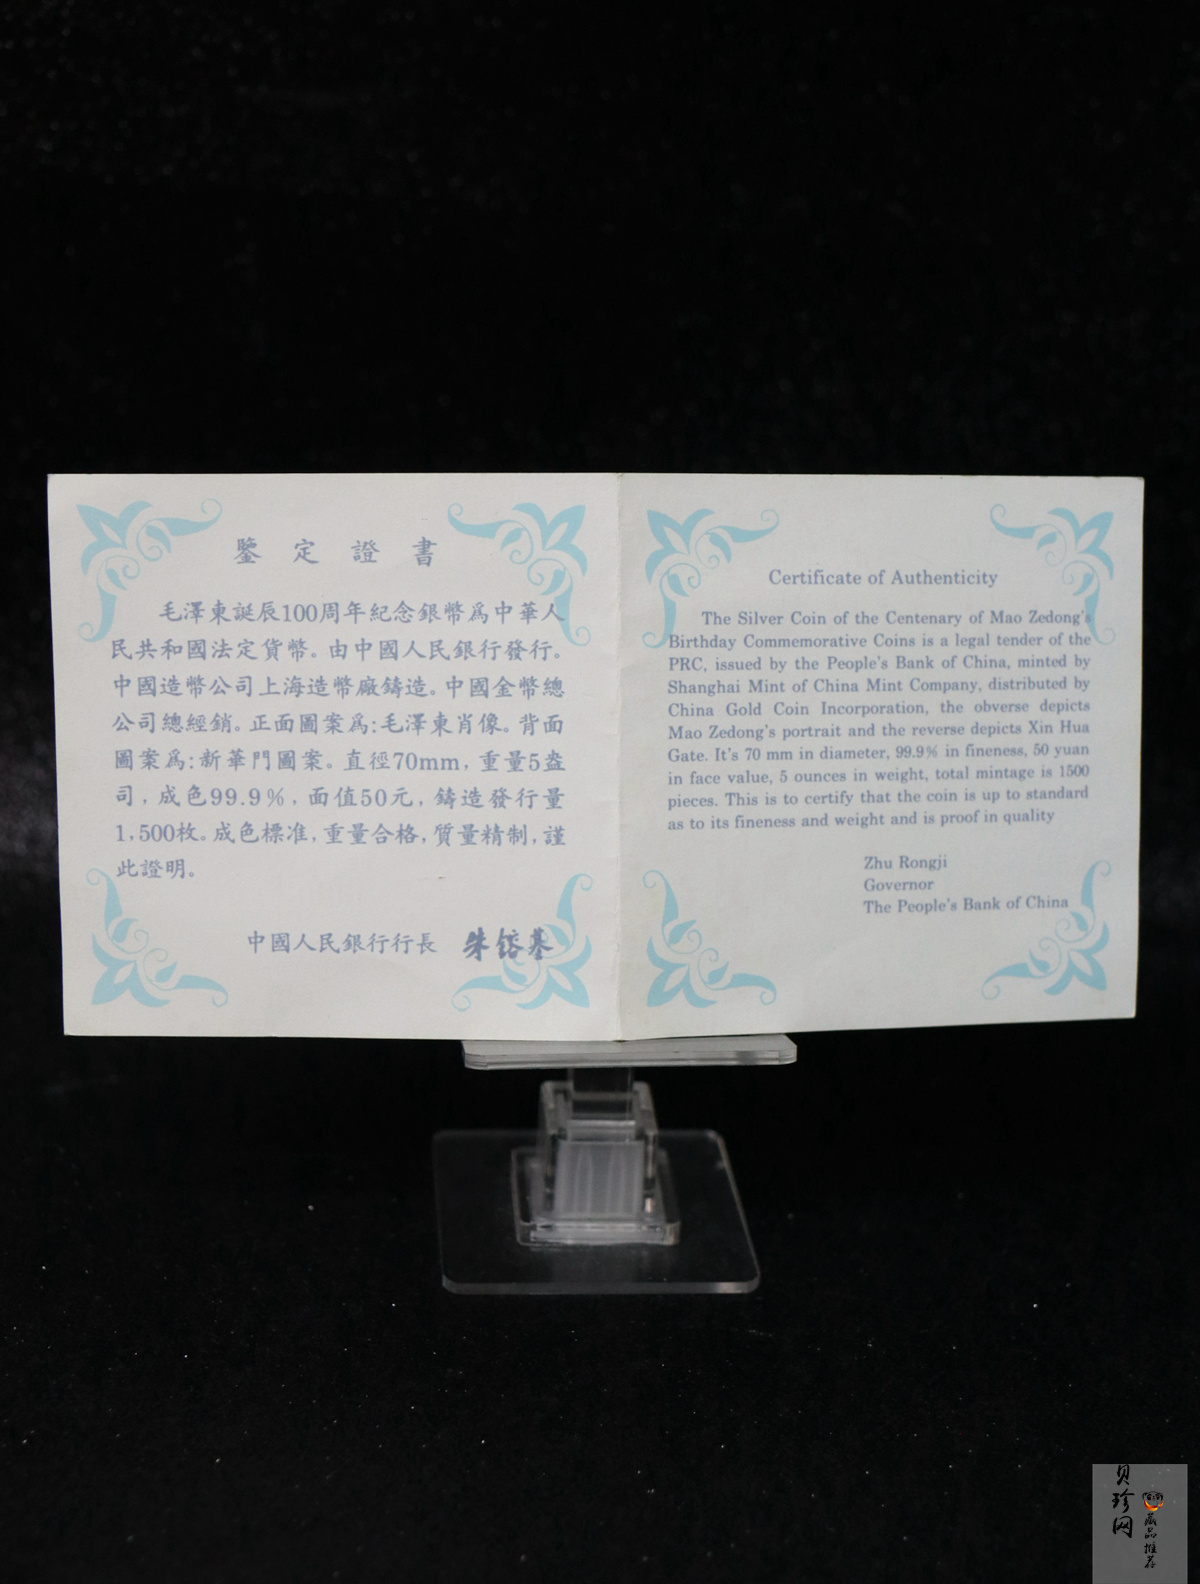 鑒定證書
毛澤東誕辰100周年紀念銀幣爲中華人
民共和國法定貨幣。由中國人民銀行發行。
中國造幣公司上海造幣廠鑄造。中國金幣總
公司總經銷。正面圖案爲:毛澤東肖像。背面
圖案爲:新華門圖案。直徑70mm,重量5盎
司,成色99.9%,面值50元,鑄造發行量
1,500枚。成色標准,重量合格,質量精制,謹
此證明。
中國人民銀行行長 朱鎔基
Certificate of Authenticity
The Silver Coin of the Centenary of Mao Zedong's
Birthday Commemorative Coins is a legal tender of the
PRC, issued by the People's Bank of China, minted by
Shanghai Mint of China Mint Company, distributed by
China Gold Coin Incorporation, the obverse depicts
Mao Zedong's portrait and the reverse depicts Xin Hua
Gate. It's 70 mm in diameter, 99.9% in fineness, 50 yuan
in face value, 5 ounces in weight, total mintage is 1500
pieces. This is to certify that the coin is up to standard
as to its fineness and weight and is proof in quality
Zhu Rongji
Governor
The People's Bank of China
贝珍网
藏品推荐